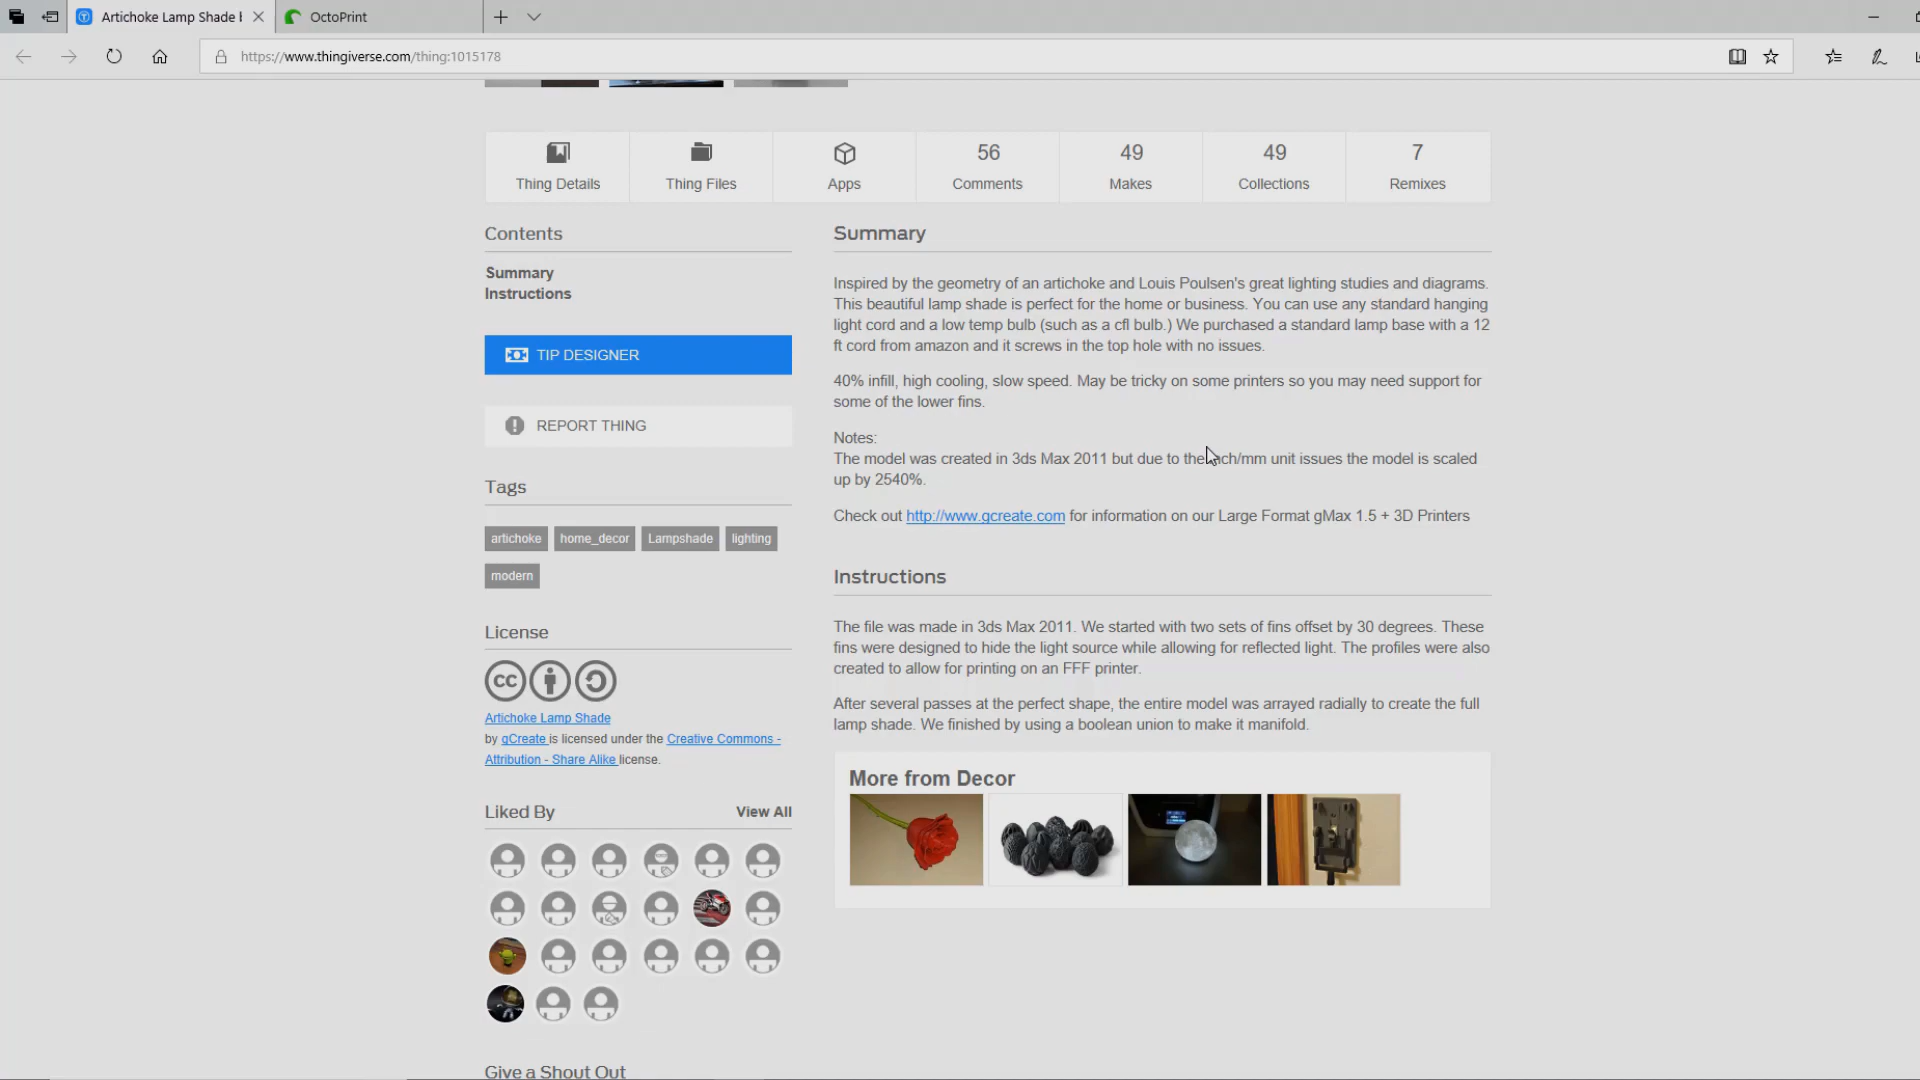 Artichoke Lamp Shade b
OctoPrint
https://www.thingiverse.com/thing:1015178
Thing Details
Thing Files
Apps
56
Comments
49
Makes
49
Collections
7
Remixes
Contents
Summary
Instructions
TIP DESIGNER
REPORT THING
Tags
artichoke
home_decor
Lampshade
lighting
modern
License
Artichoke Lamp Shade
by gCreate is licensed under the Creative Commons -
Attribution - Share Alike license.
Liked By
View All
Give a Shout Out
Summary
Inspired by the geometry of an artichoke and Louis Poulsen's great lighting studies and diagrams.
This beautiful lamp shade is perfect for the home or business. You can use any standard hanging
light cord and a low temp bulb (such as a cfl bulb.) We purchased a standard lamp base with a 12
ft cord from amazon and it screws in the top hole with no issues.
40% infill, high cooling, slow speed. May be tricky on some printers so you may need support for
some of the lower fins.
Notes:
The model was created in 3ds Max 2011 but due to the inch/mm unit issues the model is scaled
up by 2540%.
Check out http://www.gcreate.com for information on our Large Format gMax 1.5 + 3D Printers
Instructions
The file was made in 3ds Max 2011. We started with two sets of fins offset by 30 degrees. These
fins were designed to hide the light source while allowing for reflected light. The profiles were also
created to allow for printing on an FFF printer.
After several passes at the perfect shape, the entire model was arrayed radially to create the full
lamp shade. We finished by using a boolean union to make it manifold.
More from Decor